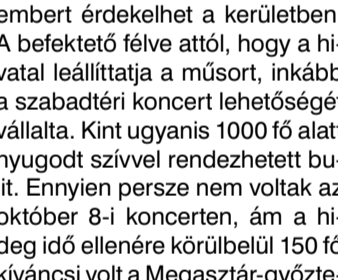 embert érdekelhet a kerületben
A befektető félve attól, hogy a hi-
vatal leállíttatja a műsort, inkább
a szabadtéri koncert lehetőségé
vállalta. Kint ugyanis 1000 fő alatt
nyugodt szívvel rendezhetett bu-
it. Ennyien persze nem voltak az
október 8-i koncerten, ám a hi-
deg idő ellenére körülbelül 150 fő
kíváncsi volt a Megasztár-győzte-